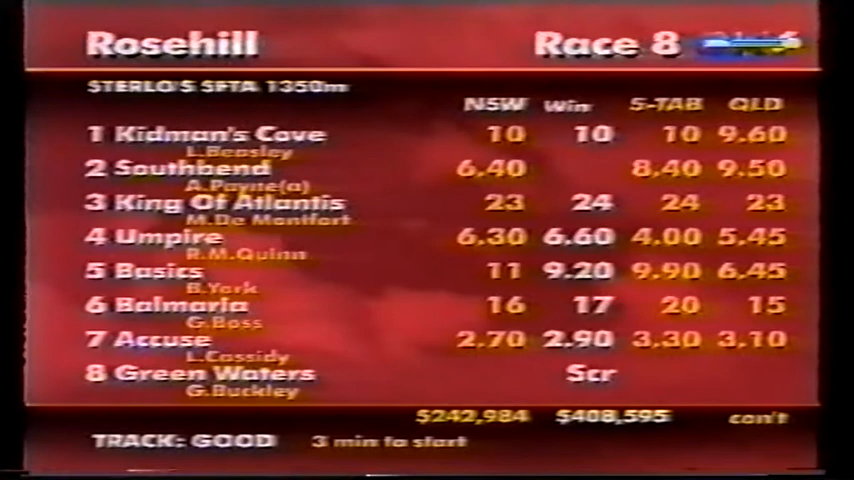 Rosehill Race 8
STERLO'S SFTA 1350m
NSW Win S-TAB QLD
1 Kidman's Cove 10 10 10 9.60
L.Beasley
2 Southbend 6.40 8.40 9.50
A.Payne(a)
3 King Of Atlantis 23 24 24 23
M.De Montfort
4 Umpire 6.30 6.60 4.00 5.45
R.M.Quinn
5 Basics 11 9.20 9.90 6.45
B.York
6 Balmaria 16 17 20 15
G.Boss
7 Accuse 2.70 2.90 3.30 3.10
L.Cassidy
8 Green Waters Scr
G.Buckley
$242,984 $408,595 con't
TRACK: GOOD 3 min to start